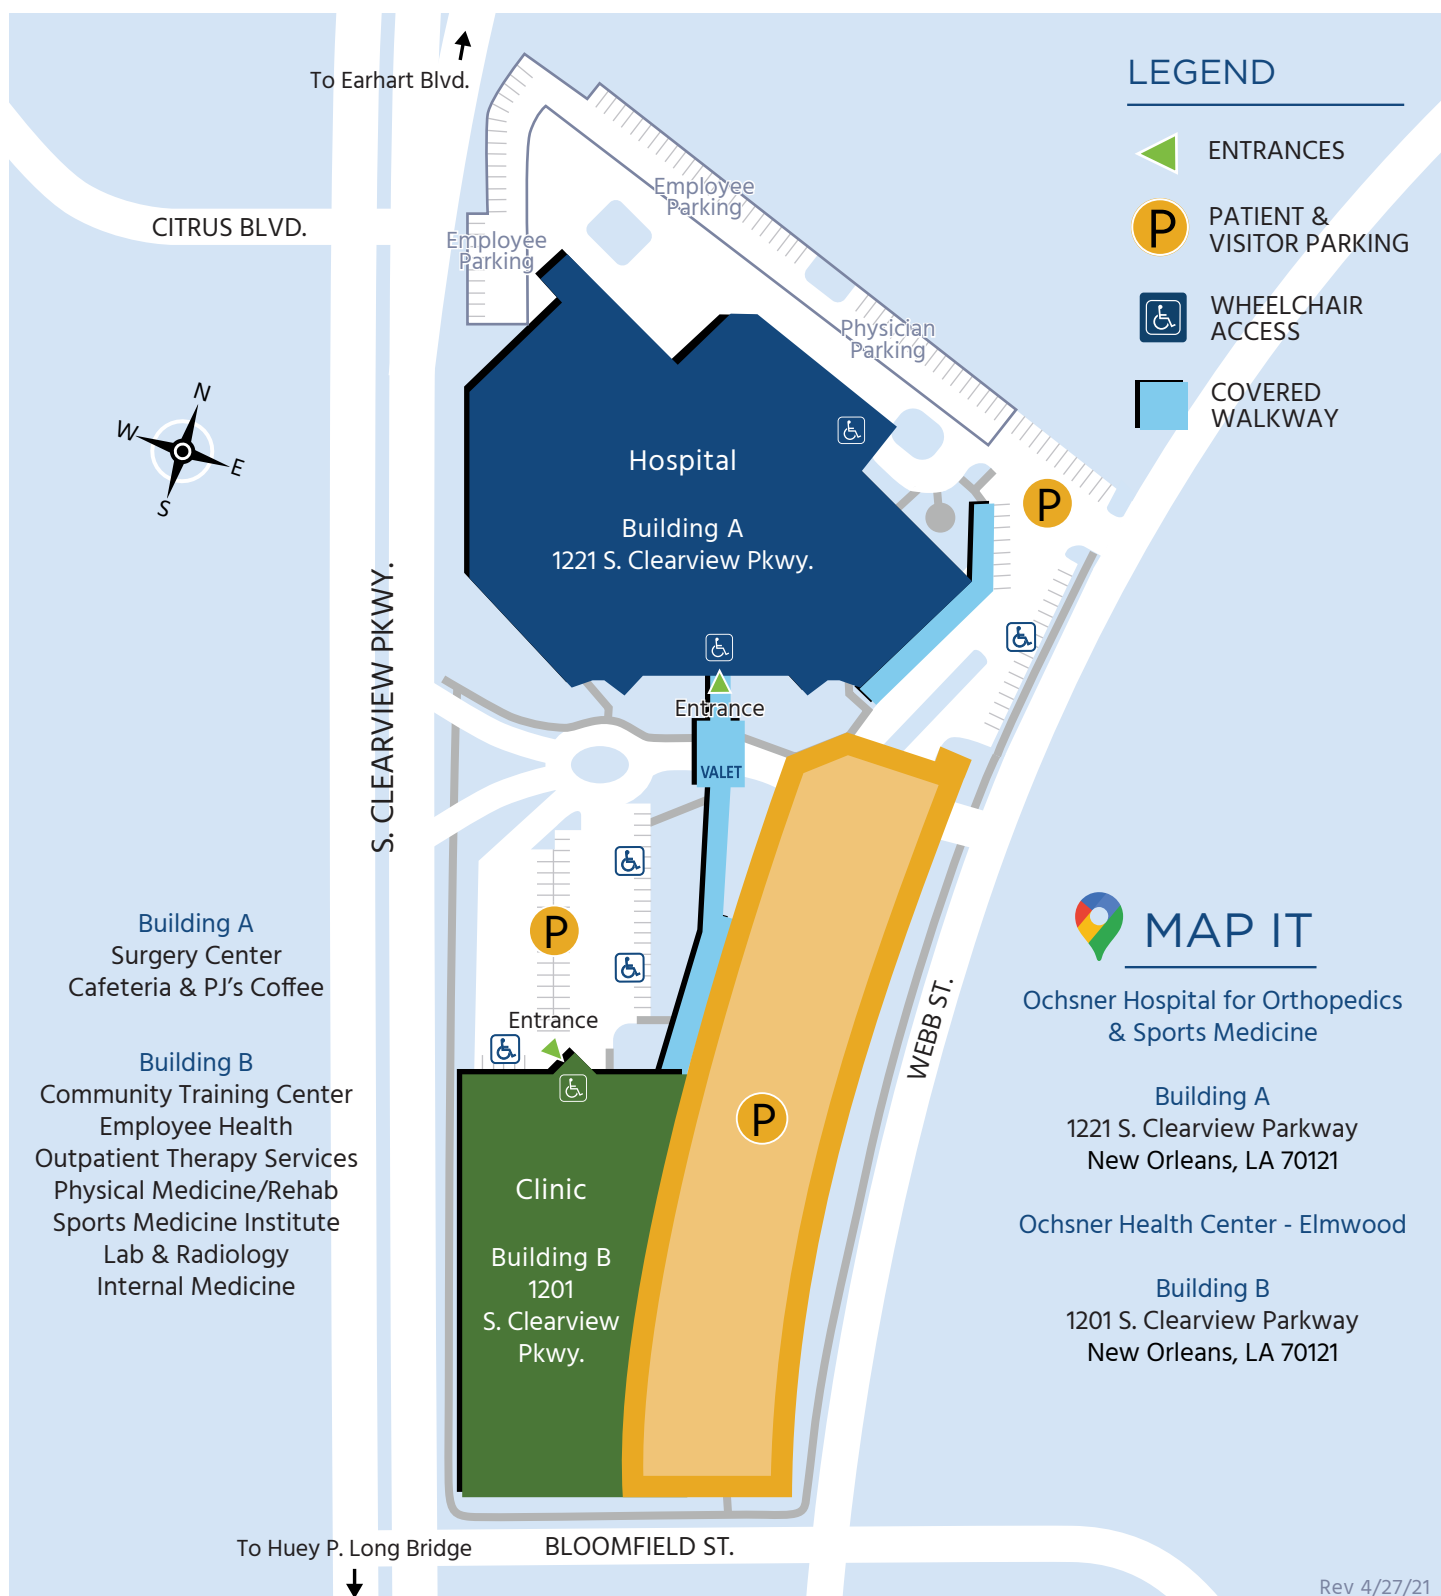 To Earhart Blvd.
LEGEND
ENTRANCES
P
PATIENT &
VISITOR PARKING
WHEELCHAIR
ACCESS
COVERED
WALKWAY
CITRUS BLVD.
Employee
Parking
Employee
Parking
Physician
Parking
N
W
E
S
Hospital
Building A
1221 S. Clearview Pkwy.
P
S. CLEARVIEW PKWY.
Entrance
VALET
P
Entrance
P
Clinic
Building B
1201
S. Clearview
Pkwy.
WEBB ST.
Building A
Surgery Center
Cafeteria & PJ's Coffee
Building B
Community Training Center
Employee Health
Outpatient Therapy Services
Physical Medicine/Rehab
Sports Medicine Institute
Lab & Radiology
Internal Medicine
MAP IT
Ochsner Hospital for Orthopedics
& Sports Medicine
Building A
1221 S. Clearview Parkway
New Orleans, LA 70121
Ochsner Health Center - Elmwood
Building B
1201 S. Clearview Parkway
New Orleans, LA 70121
To Huey P. Long Bridge
BLOOMFIELD ST.
Rev 4/27/21